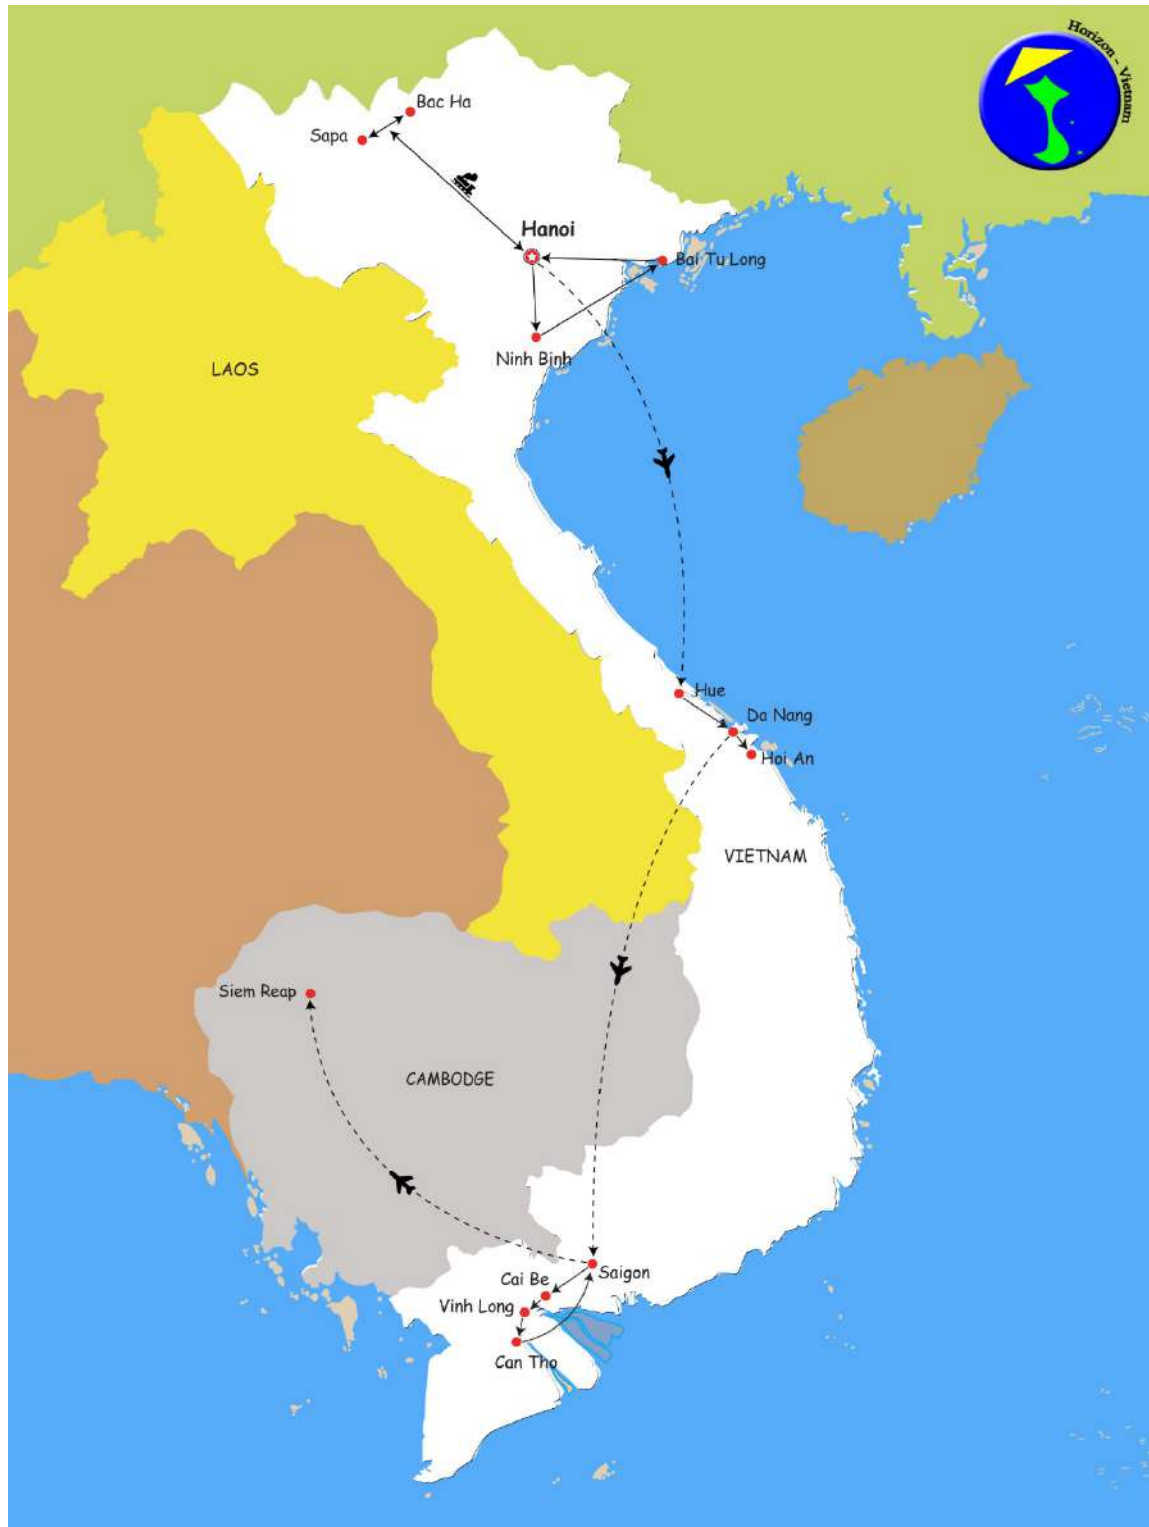 Horizon - Vietnam
Bac Ha
Sapa
Hanoi
Bai Tu Long
Ninh Binh
LAOS
Hue
Da Nang
Hoi An
VIETNAM
Siem Reap
CAMBODGE
Saigon
Cai Be
Vinh Long
Can Tho